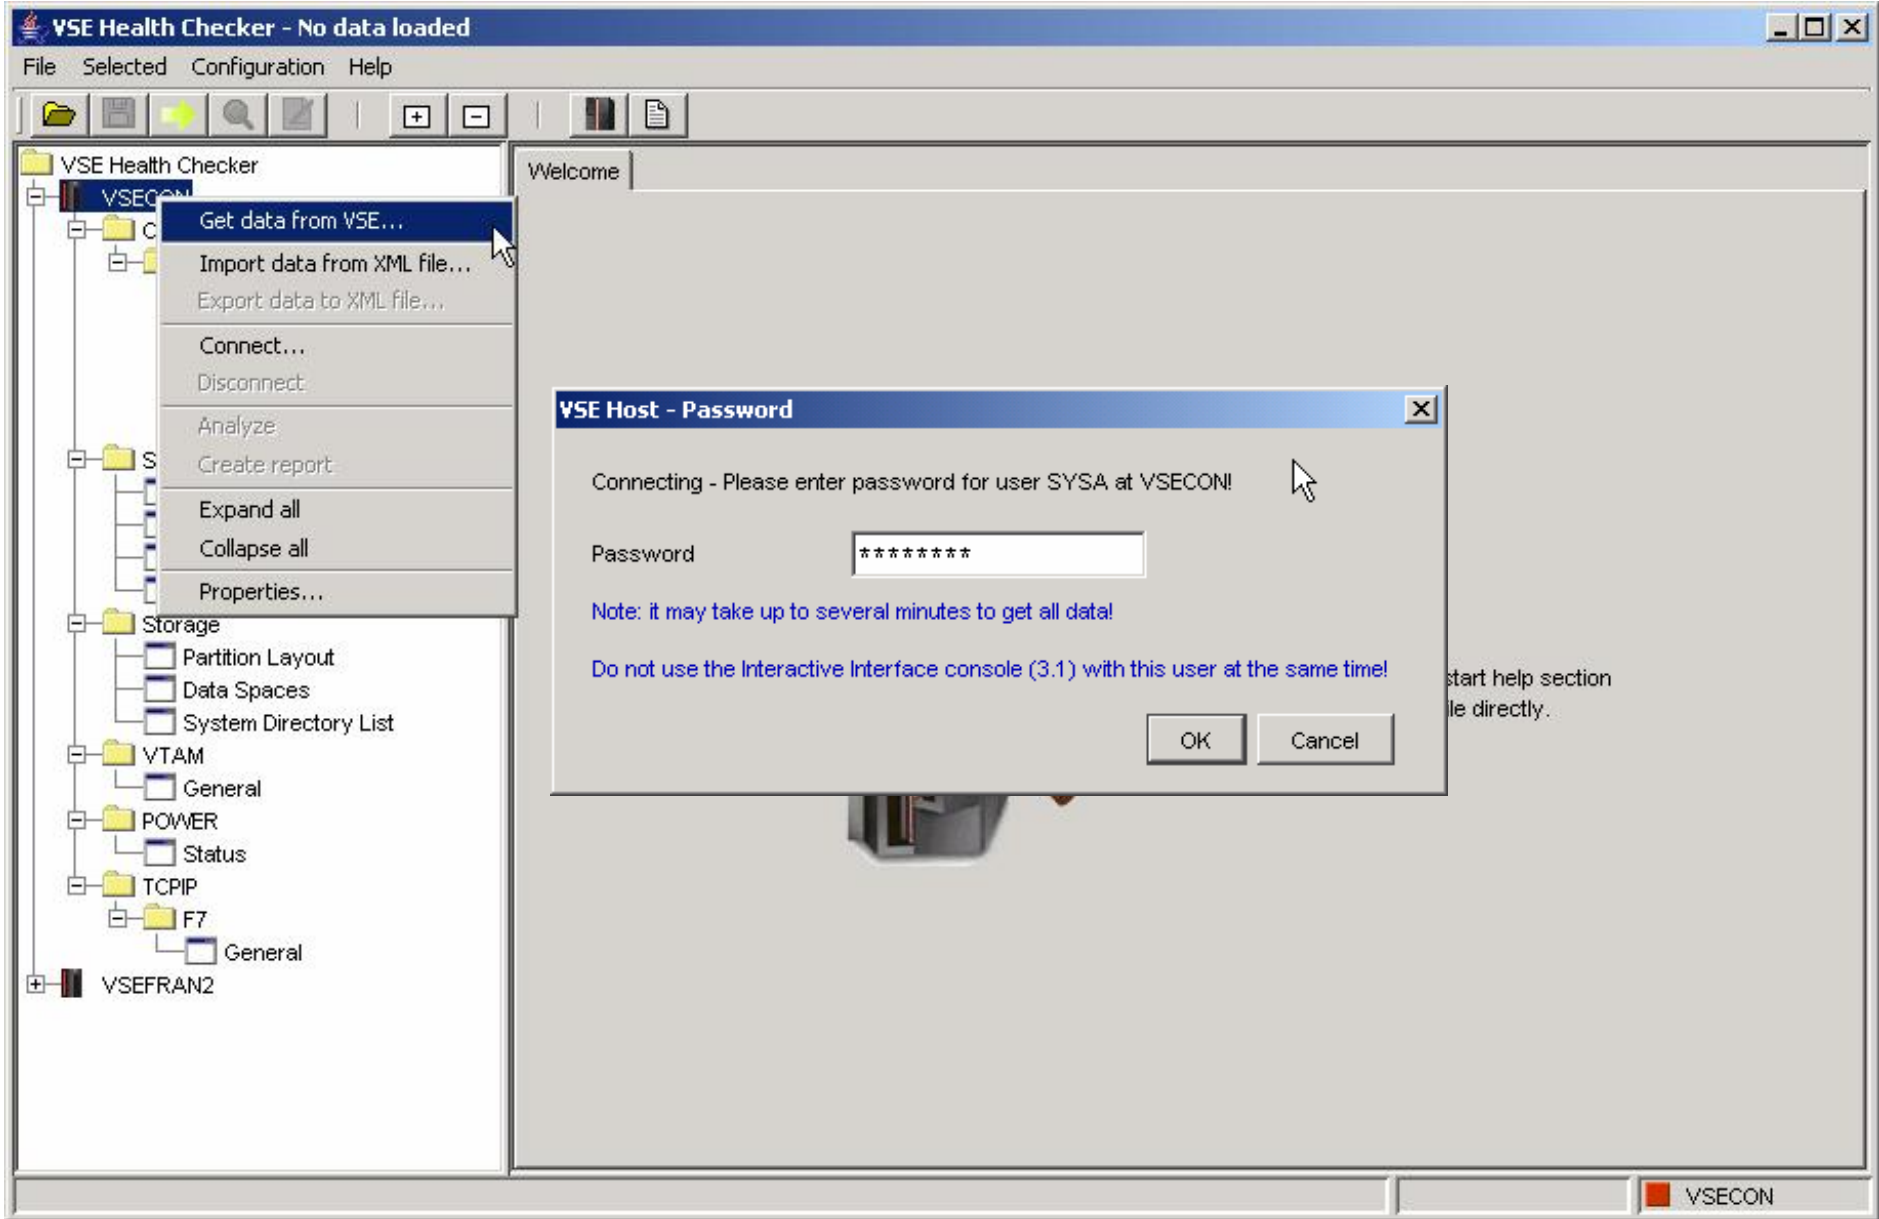 VSE Health Checker - No data loaded
File Selected Configuration Help
VSE Health Checker
VSECON
Get data from VSE...
Import data from XML file...
Export data to XML file...
Connect...
Disconnect
Analyze
Create report
Expand all
Collapse all
Properties...
C
S
Storage
Partition Layout
Data Spaces
System Directory List
VTAM
General
POWER
Status
TCPIP
F7
General
VSEFRAN2
Welcome
VSE Host - Password
Connecting - Please enter password for user SYSA at VSECON!
Password ********
Note: it may take up to several minutes to get all data!
Do not use the Interactive Interface console (3.1) with this user at the same time!
OK Cancel
start help section
le directly.
VSECON